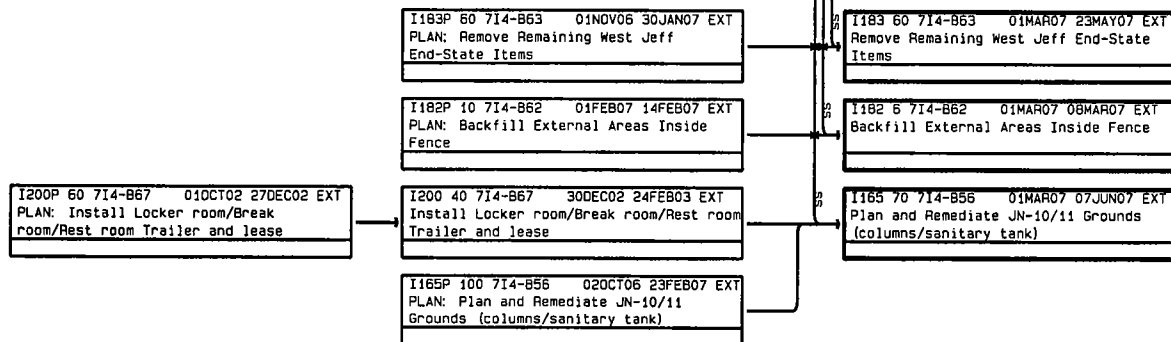 I183P 60 7I4-B63 01NOV06 30JAN07 EXT
PLAN: Remove Remaining West Jeff
End-State Items
I183 60 7I4-B63 01MAR07 23MAY07 EXT
Remove Remaining West Jeff End-State
Items
SS
I182P 10 7I4-B62 01FEB07 14FEB07 EXT
PLAN: Backfill External Areas Inside
Fence
I182 6 7I4-B62 01MAR07 08MAR07 EXT
Backfill External Areas Inside Fence
SS
I200P 60 7I4-B67 01OCT02 27DEC02 EXT
PLAN: Install Locker room/Break
room/Rest room Trailer and lease
I200 40 7I4-B67 30DEC02 24FEB03 EXT
Install Locker room/Break room/Rest room
Trailer and lease
I165 70 7I4-B56 01MAR07 07JUN07 EXT
Plan and Remediate JN-10/11 Grounds
(columns/sanitary tank)
SS
I165P 100 7I4-B56 02OCT06 23FEB07 EXT
PLAN: Plan and Remediate JN-10/11
Grounds (columns/sanitary tank)